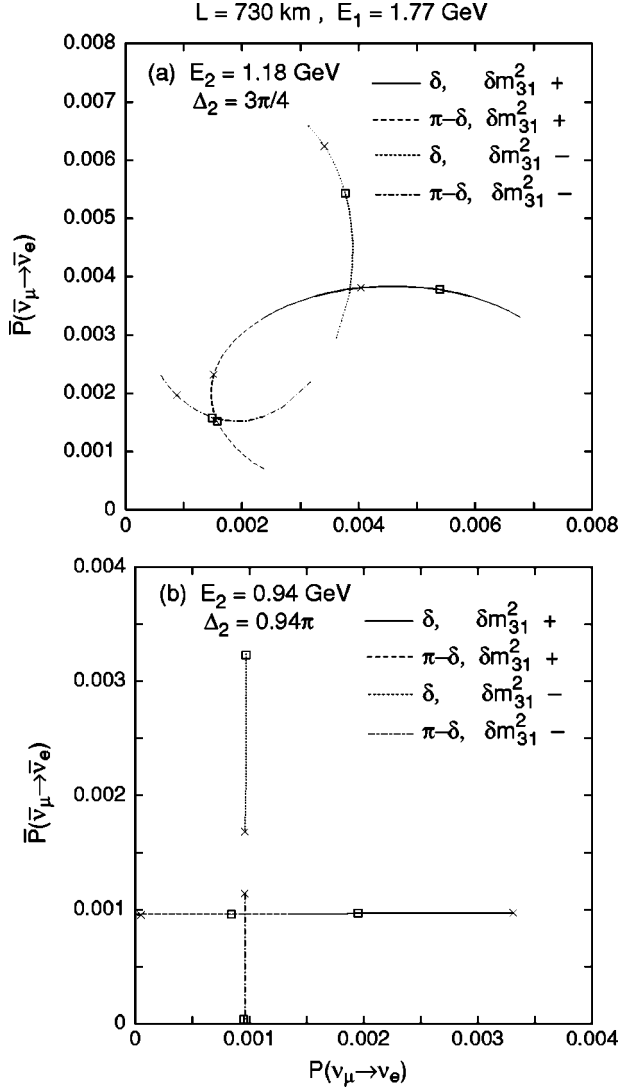 L = 730 km , E₁ = 1.77 GeV
0.008
0.007
0.006
0.005
0.004
0.003
0.002
0.001
0
P̅(ν̅μ→ν̅e)
(a) E₂ = 1.18 GeV
Δ₂ = 3π/4
δ, δm²₃₁ +
π–δ, δm²₃₁ +
δ, δm²₃₁ –
π–δ, δm²₃₁ –
0 0.002 0.004 0.006 0.008
0.004
0.003
0.002
0.001
0
P̅(ν̅μ→ν̅e)
(b) E₂ = 0.94 GeV
Δ₂ = 0.94π
δ, δm²₃₁ +
π–δ, δm²₃₁ +
δ, δm²₃₁ –
π–δ, δm²₃₁ –
0 0.001 0.002 0.003 0.004
P(νμ→νe)